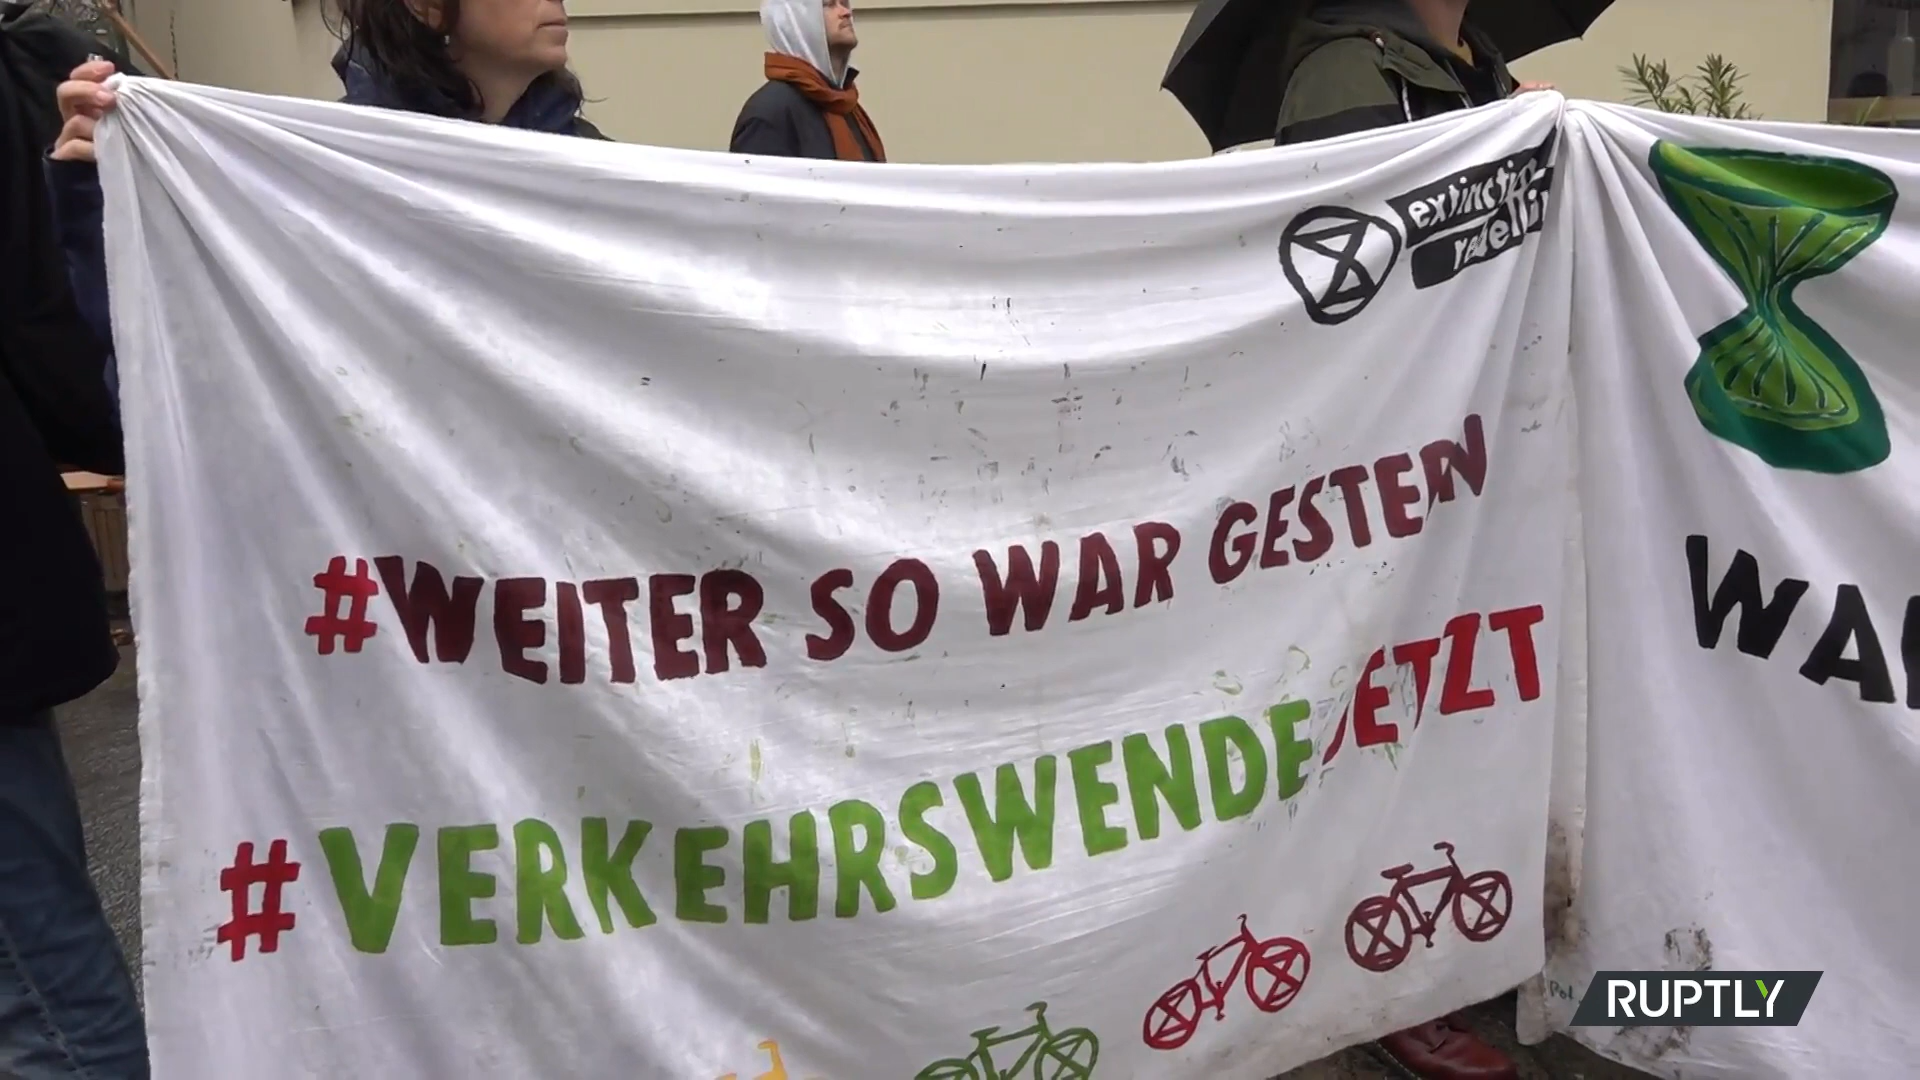 extinction
rebellion
#WEITER SO WAR GESTERN
#VERKEHRSWENDE JETZT
RUPTLY